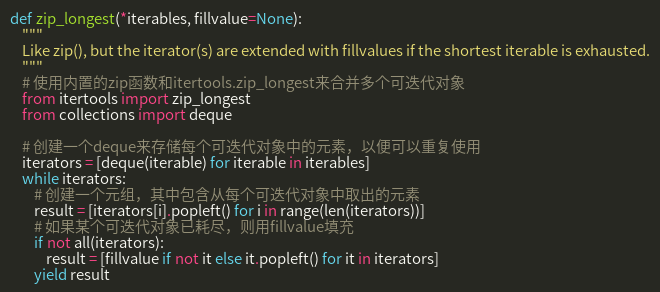 def zip_longest(*iterables, fillvalue=None):
"""
Like zip(), but the iterator(s) are extended with fillvalues if the shortest iterable is exhausted.
"""
# 使用内置的zip函数和itertools.zip_longest来合并多个可迭代对象
from itertools import zip_longest
from collections import deque
# 创建一个deque来存储每个可迭代对象中的元素，以便可以重复使用
iterators = [deque(iterable) for iterable in iterables]
while iterators:
# 创建一个元组，其中包含从每个可迭代对象中取出的元素
result = [iterators[i].popleft() for i in range(len(iterators))]
# 如果某个可迭代对象已耗尽，则用fillvalue填充
if not all(iterators):
result = [fillvalue if not it else it.popleft() for it in iterators]
yield result